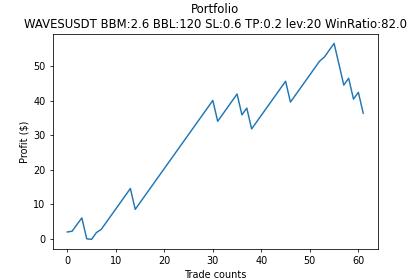 Portfolio
WAVESUSDT BBM:2.6 BBL:120 SL:0.6 TP:0.2 lev:20 WinRatio:82.0
Profit ($)
50
40
30
20
10
0
0 10 20 30 40 50 60
Trade counts